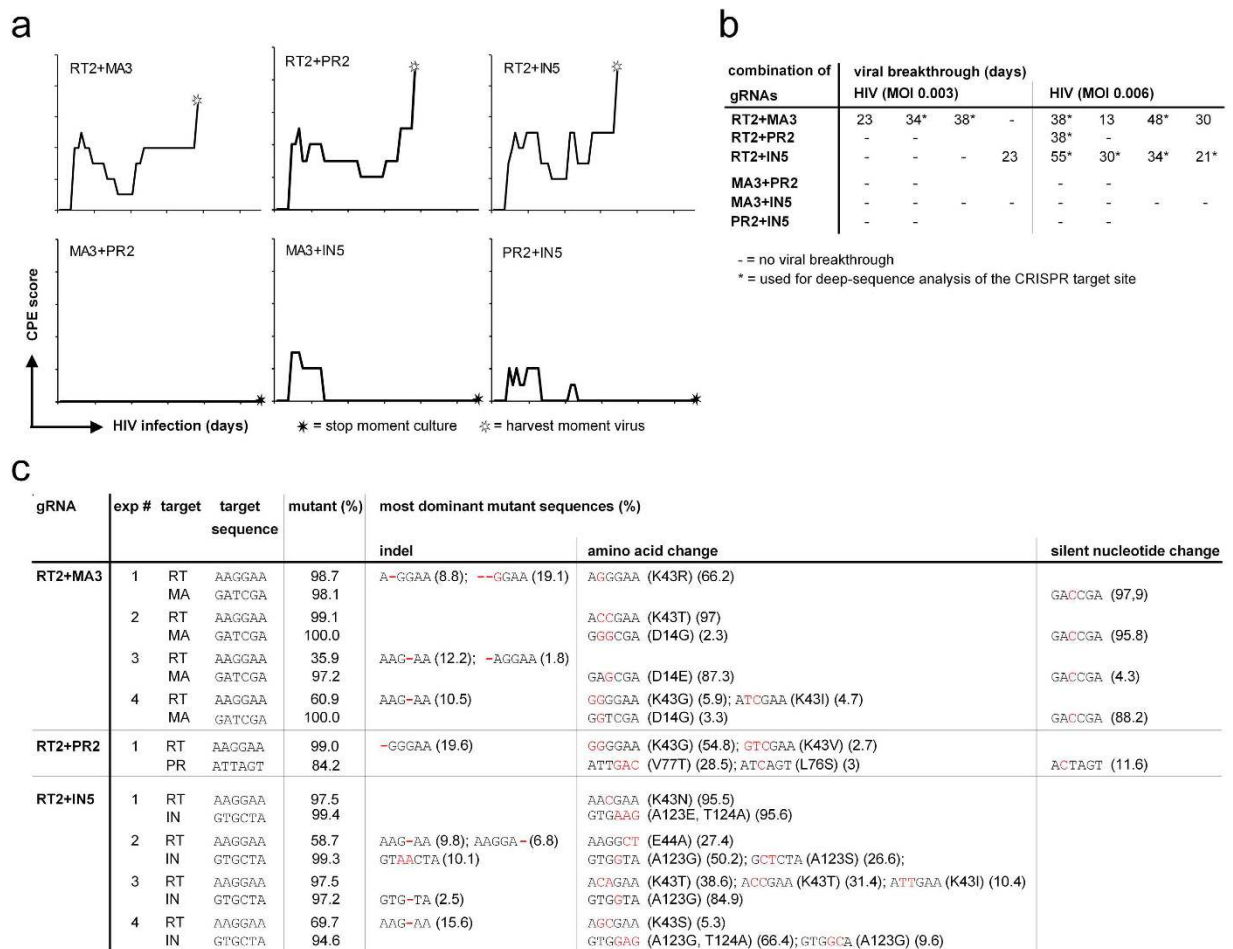 a
RT2+MA3
RT2+PR2
RT2+IN5
MA3+PR2
MA3+IN5
PR2+IN5
CPE score
HIV infection (days)
= stop moment culture
= harvest moment virus
b
combination of viral breakthrough (days)
gRNAs HIV (MOI 0.003) HIV (MOI 0.006)
RT2+MA3 23 34* 38* - 38* 13 48* 30
RT2+PR2 - - 38* -
RT2+IN5 - - - 23 55* 30* 34* 21*
MA3+PR2 - - - -
MA3+IN5 - - - - - - - -
PR2+IN5 - - - -
- = no viral breakthrough
* = used for deep-sequence analysis of the CRISPR target site
c
gRNA exp # target target mutant (%) most dominant mutant sequences (%)
sequence
indel amino acid change silent nucleotide change
RT2+MA3 1 RT AAGGAA 98.7 A-GGAA (8.8); --GGAA (19.1) AGGGAA (K43R) (66.2)
MA GATCGA 98.1 GACCGA (97,9)
2 RT AAGGAA 99.1 ACCGAA (K43T) (97)
MA GATCGA 100.0 GGGCGA (D14G) (2.3) GACCGA (95.8)
3 RT AAGGAA 35.9 AAG-AA (12.2); -AGGAA (1.8)
MA GATCGA 97.2 GAGCGA (D14E) (87.3) GACCGA (4.3)
4 RT AAGGAA 60.9 AAG-AA (10.5) GGGGAA (K43G) (5.9); ATCGAA (K43I) (4.7)
MA GATCGA 100.0 GGTCGA (D14G) (3.3) GACCGA (88.2)
RT2+PR2 1 RT AAGGAA 99.0 -GGGAA (19.6) GGGGAA (K43G) (54.8); GTCGAA (K43V) (2.7)
PR ATTAGT 84.2 ATTGAC (V77T) (28.5); ATCAGT (L76S) (3) ACTAGT (11.6)
RT2+IN5 1 RT AAGGAA 97.5 AACGAA (K43N) (95.5)
IN GTGCTA 99.4 GTGAAG (A123E, T124A) (95.6)
2 RT AAGGAA 58.7 AAG-AA (9.8); AAGGA- (6.8) AAGGCT (E44A) (27.4)
IN GTGCTA 99.3 GTAACTA (10.1) GTGGTA (A123G) (50.2); GCTCTA (A123S) (26.6);
3 RT AAGGAA 97.5 ACAGAA (K43T) (38.6); ACCGAA (K43T) (31.4); ATTGAA (K43I) (10.4)
IN GTGCTA 97.2 GTG-TA (2.5) GTGGTA (A123G) (84.9)
4 RT AAGGAA 69.7 AAG-AA (15.6) AGCGAA (K43S) (5.3)
IN GTGCTA 94.6 GTGGAG (A123G, T124A) (66.4); GTGGCA (A123G) (9.6)